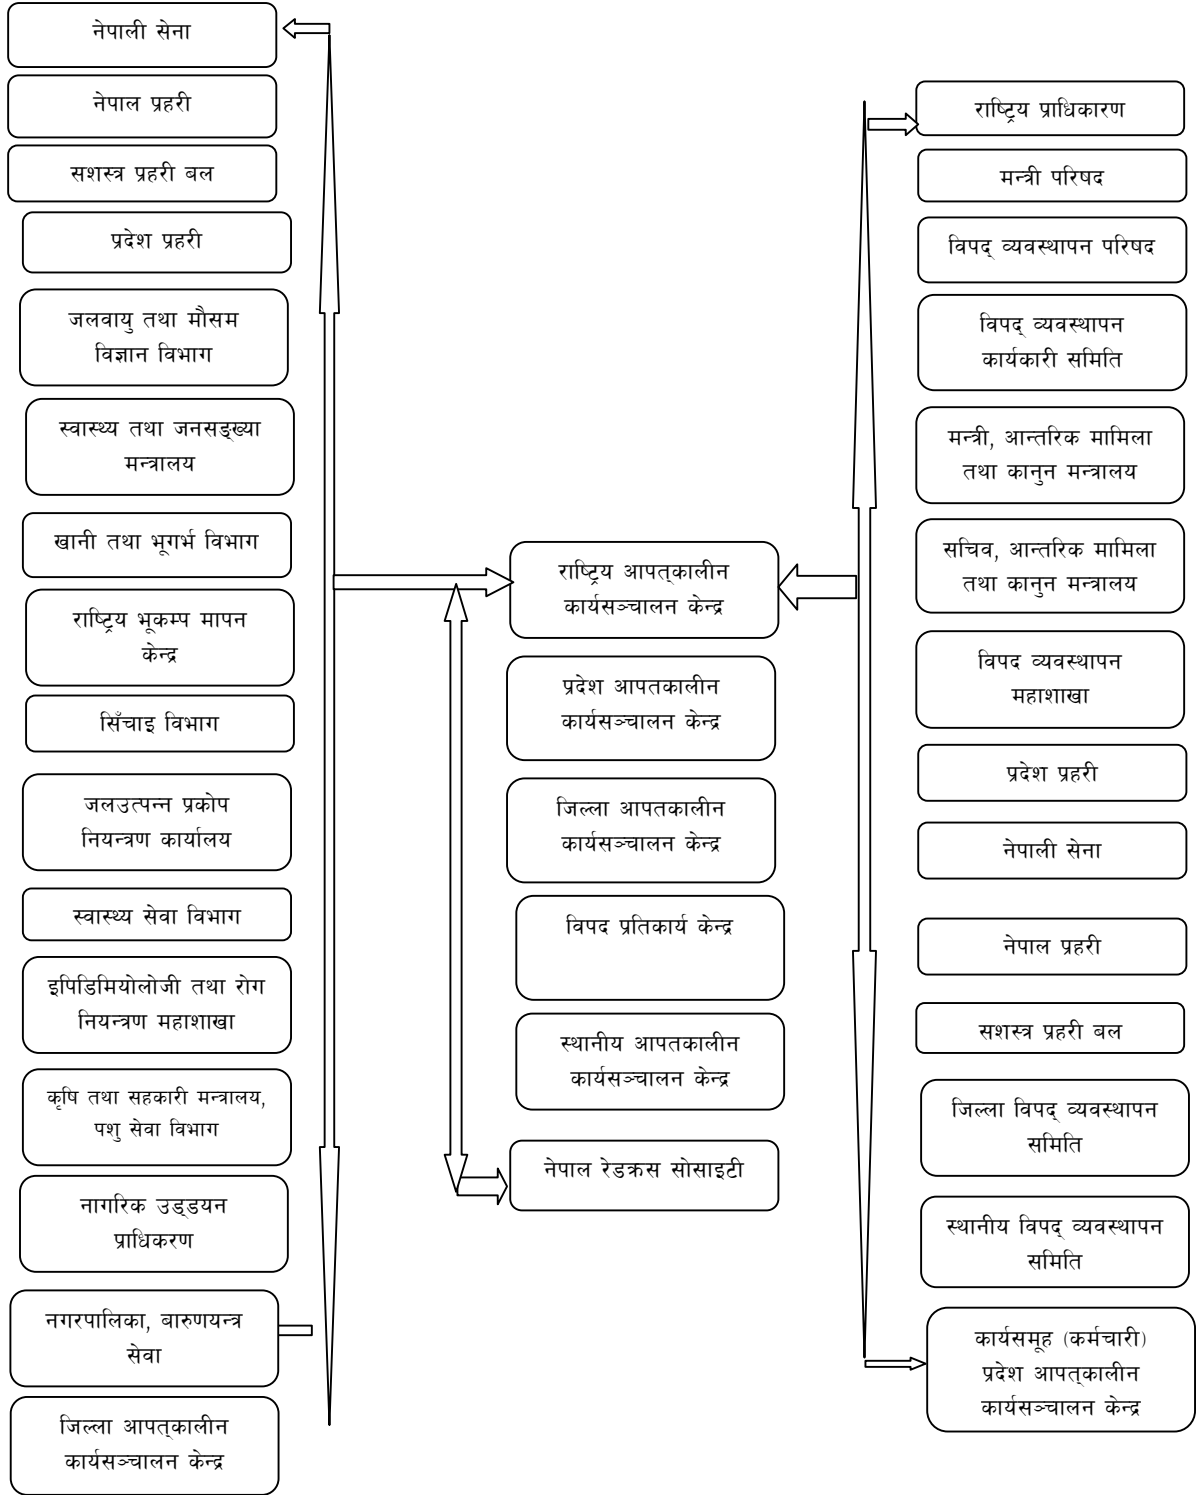 नेपाली सेना
नेपाल प्रहरी
सशस्त्र प्रहरी बल
प्रदेश प्रहरी
जलवायु तथा मौसम
विज्ञान विभाग
स्वास्थ्य तथा जनसङ्ख्या
मन्त्रालय
खानी तथा भूगर्भ विभाग
राष्ट्रिय भूकम्प मापन
केन्द्र
सिँचाइ विभाग
जलउत्पन्न प्रकोप
नियन्त्रण कार्यालय
स्वास्थ्य सेवा विभाग
इपिडिमियोलोजी तथा रोग
नियन्त्रण महाशाखा
कृषि तथा सहकारी मन्त्रालय,
पशु सेवा विभाग
नागरिक उड्डयन
प्राधिकरण
नगरपालिका, बारुणयन्त्र
सेवा
जिल्ला आपत्कालीन
कार्यसञ्चालन केन्द्र
राष्ट्रिय आपत्कालीन
कार्यसञ्चालन केन्द्र
प्रदेश आपतकालीन
कार्यसञ्चालन केन्द्र
जिल्ला आपतकालीन
कार्यसञ्चालन केन्द्र
विपद प्रतिकार्य केन्द्र
स्थानीय आपतकालीन
कार्यसञ्चालन केन्द्र
नेपाल रेडक्रस सोसाइटी
राष्ट्रिय प्राधिकारण
मन्त्री परिषद
विपद् व्यवस्थापन परिषद
विपद् व्यवस्थापन
कार्यकारी समिति
मन्त्री, आन्तरिक मामिला
तथा कानुन मन्त्रालय
सचिव, आन्तरिक मामिला
तथा कानुन मन्त्रालय
विपद व्यवस्थापन
महाशाखा
प्रदेश प्रहरी
नेपाली सेना
नेपाल प्रहरी
सशस्त्र प्रहरी बल
जिल्ला विपद् व्यवस्थापन
समिति
स्थानीय विपद् व्यवस्थापन
समिति
कार्यसमूह (कर्मचारी)
प्रदेश आपत्कालीन
कार्यसञ्चालन केन्द्र